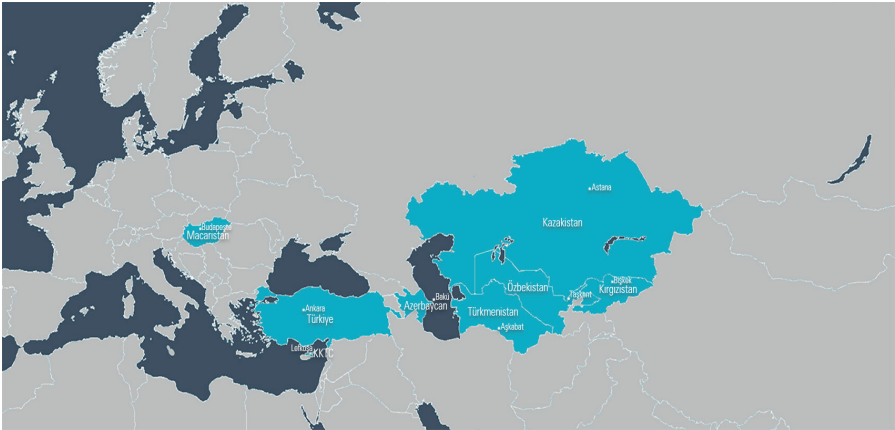 Astana
Kazakistan
Budapeşte
Macaristan
Bişkek
Kırgızistan
Özbekistan
Taşkent
Bakü
Azerbaycan
Türkmenistan
Aşkabat
Ankara
Türkiye
Lefkoşa
KKTC